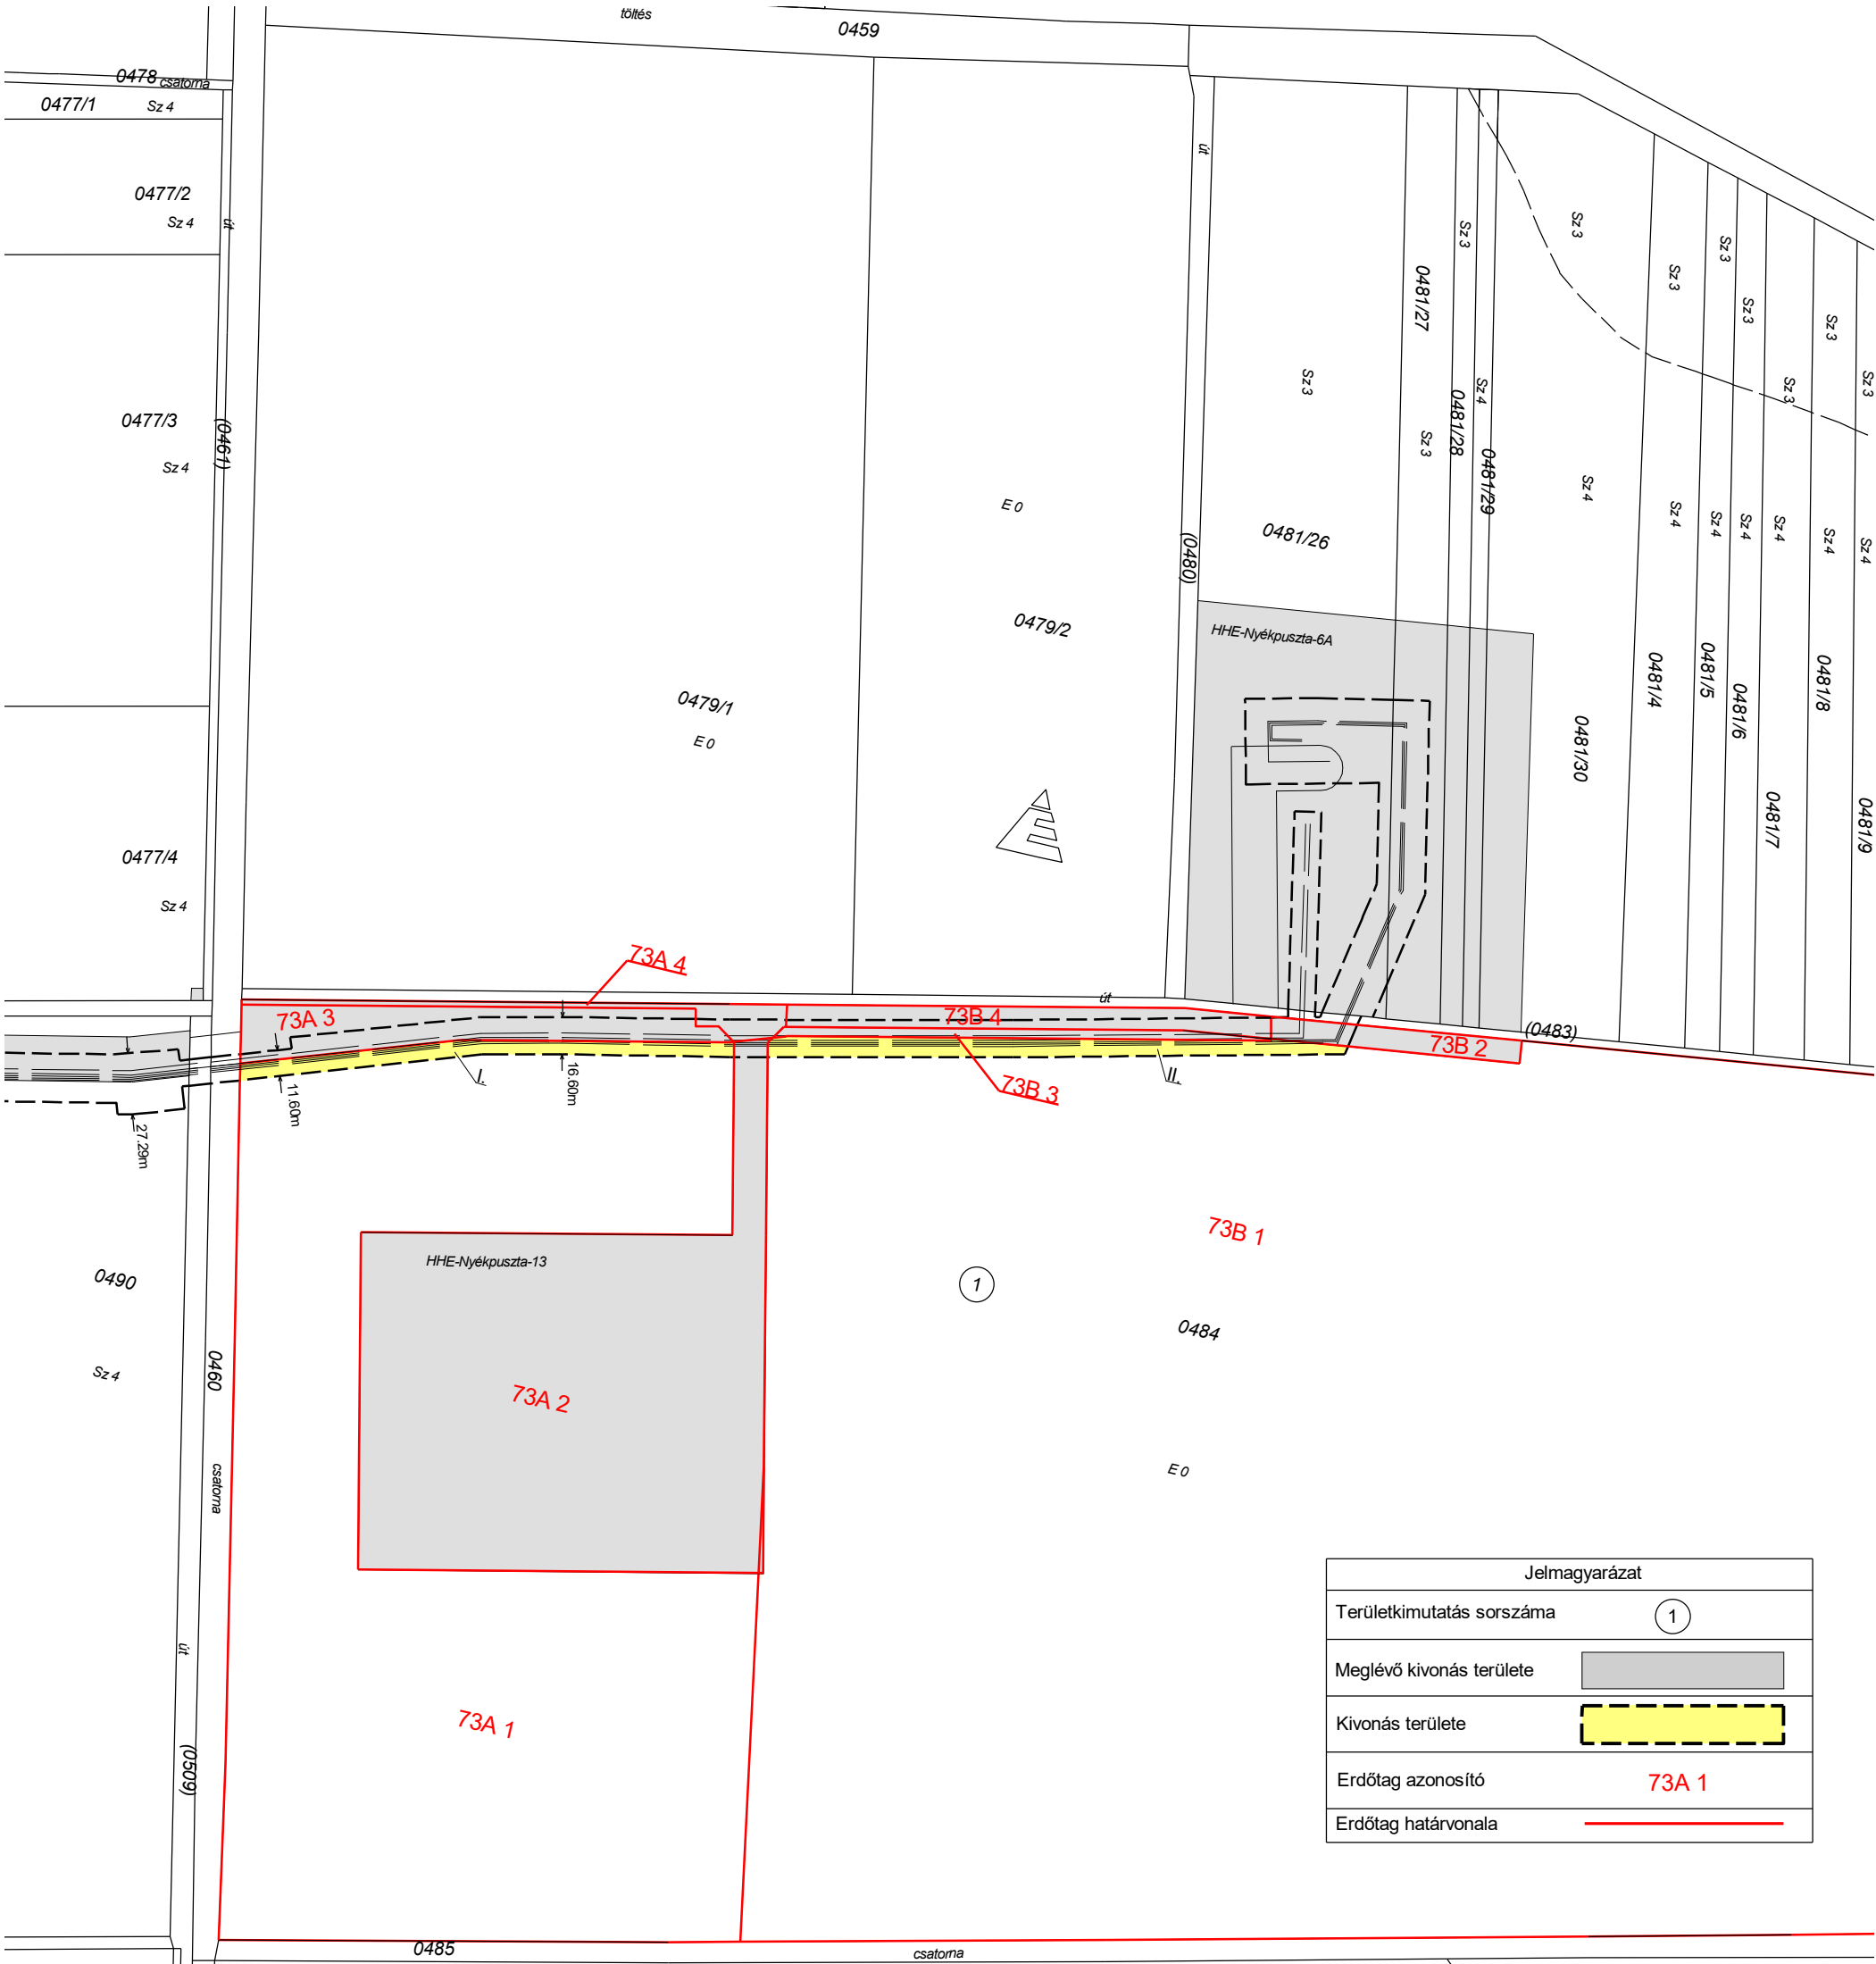 töltés
0459
0478 csatorna
0477/1 Sz 4
0477/2
Sz 4
út
0477/3
Sz 4
(0461)
0477/4
Sz 4
0479/1
E 0
E 0
0479/2
út
(0480)
Sz 3
0481/26
HHE-Nyékpuszta-6A
0481/27
Sz 3
Sz 3
0481/28
Sz 4
0481/29
Sz 3
Sz 4
0481/30
Sz 3
Sz 4
0481/4
Sz 3
Sz 4
0481/5
Sz 3
Sz 4
0481/6
Sz 3
Sz 4
0481/7
Sz 3
Sz 4
0481/8
Sz 3
Sz 4
0481/9
73A 4
73A 3
út
73B 4
73B 2
(0483)
I.
16.60m
11.60m
27.29m
II.
73B 3
73B 1
HHE-Nyékpuszta-13
1
0484
0490
Sz 4
0460
73A 2
csatorna
E 0
út
73A 1
(0509)
0485
csatorna
Jelmagyarázat
Területkimutatás sorszáma 1
Meglévő kivonás területe
Kivonás területe
Erdőtag azonosító 73A 1
Erdőtag határvonala